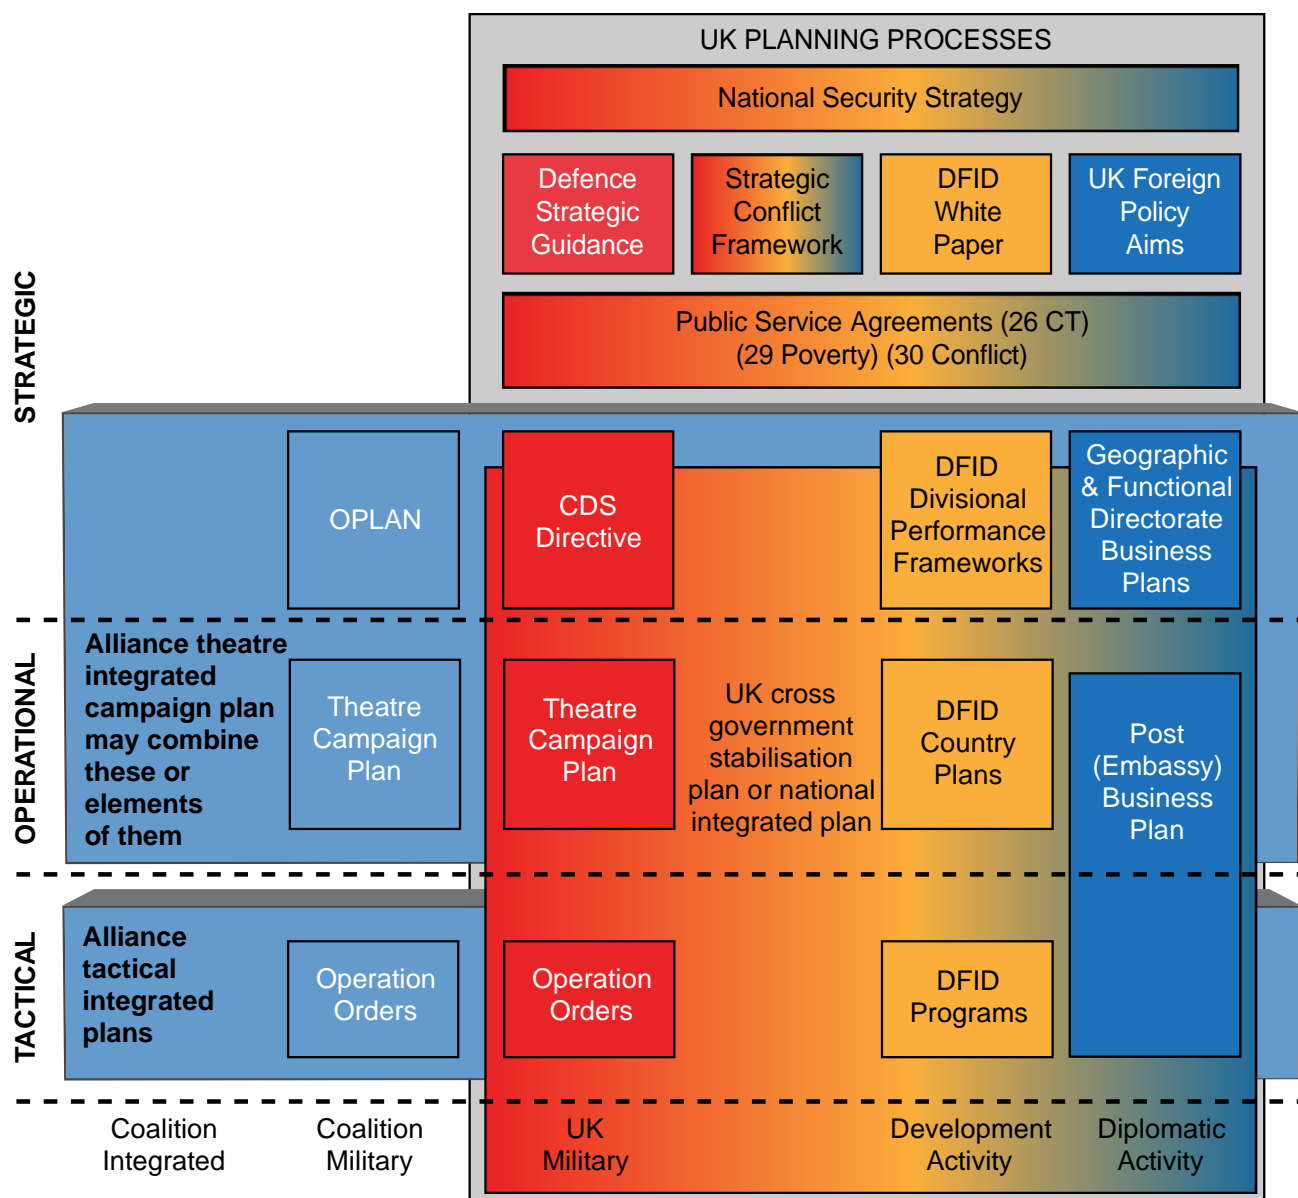 UK PLANNING PROCESSES
National Security Strategy
Defence
Strategic
Guidance
Strategic
Conflict
Framework
DFID
White
Paper
UK Foreign
Policy
Aims
Public Service Agreements (26 CT)
(29 Poverty) (30 Conflict)
STRATEGIC
OPLAN
CDS
Directive
DFID
Divisional
Performance
Frameworks
Geographic
& Functional
Directorate
Business
Plans
OPERATIONAL
Alliance theatre
integrated
campaign plan
may combine
these or
elements
of them
Theatre
Campaign
Plan
Theatre
Campaign
Plan
UK cross
government
stabilisation
plan or national
integrated plan
DFID
Country
Plans
Post
(Embassy)
Business
Plan
TACTICAL
Alliance
tactical
integrated
plans
Operation
Orders
Operation
Orders
DFID
Programs
Coalition
Integrated
Coalition
Military
UK
Military
Development
Activity
Diplomatic
Activity